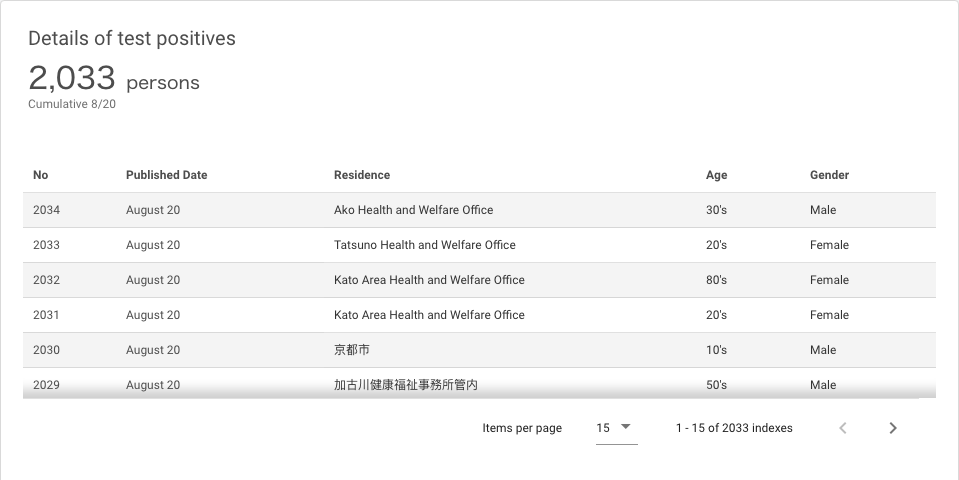 Details of test positives
2,033 persons
Cumulative 8/20
No Published Date Residence Age Gender
2034 August 20 Ako Health and Welfare Office 30's Male
2033 August 20 Tatsuno Health and Welfare Office 20's Female
2032 August 20 Kato Area Health and Welfare Office 80's Female
2031 August 20 Kato Area Health and Welfare Office 20's Female
2030 August 20 京都市 10's Male
2029 August 20 加古川健康福祉事務所管内 50's Male
Items per page 15 1 - 15 of 2033 indexes